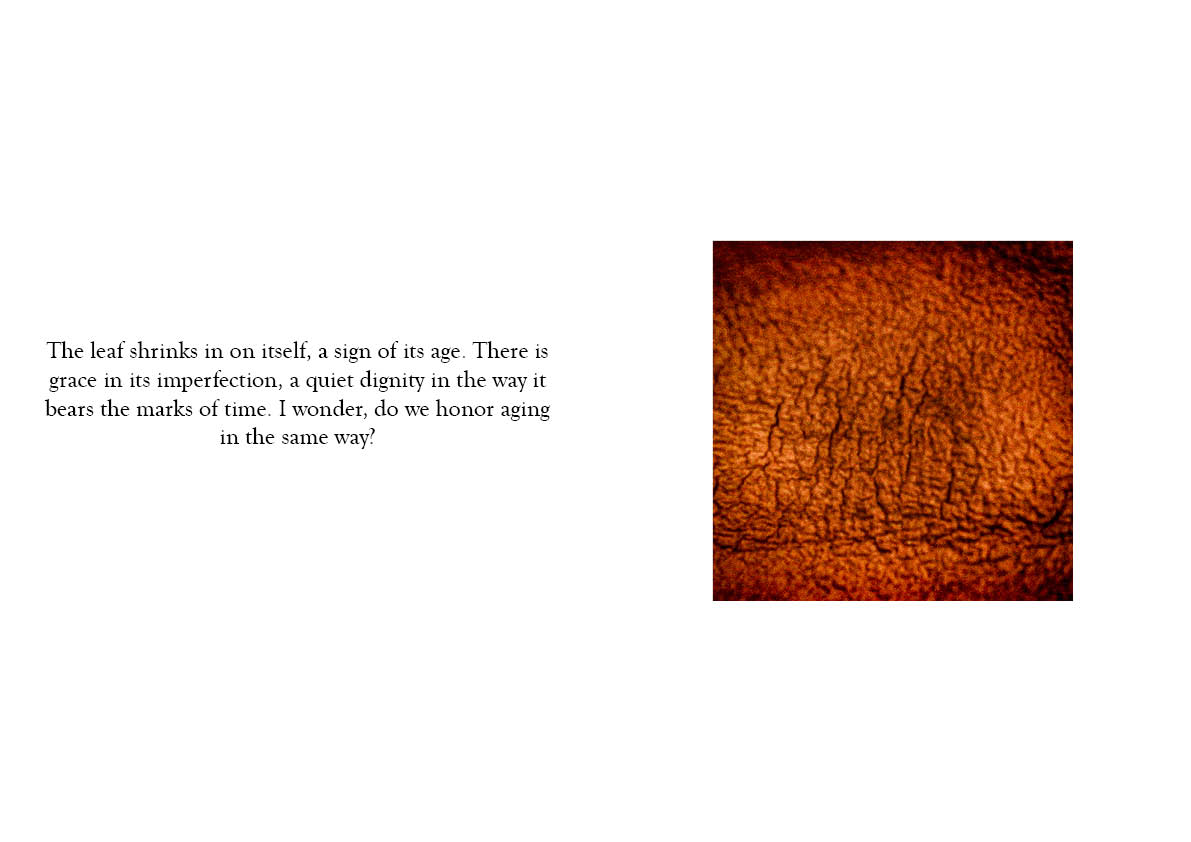 The leaf shrinks in on itself, a sign of its age. There is
grace in its imperfection, a quiet dignity in the way it
bears the marks of time. I wonder, do we honor aging
in the same way?